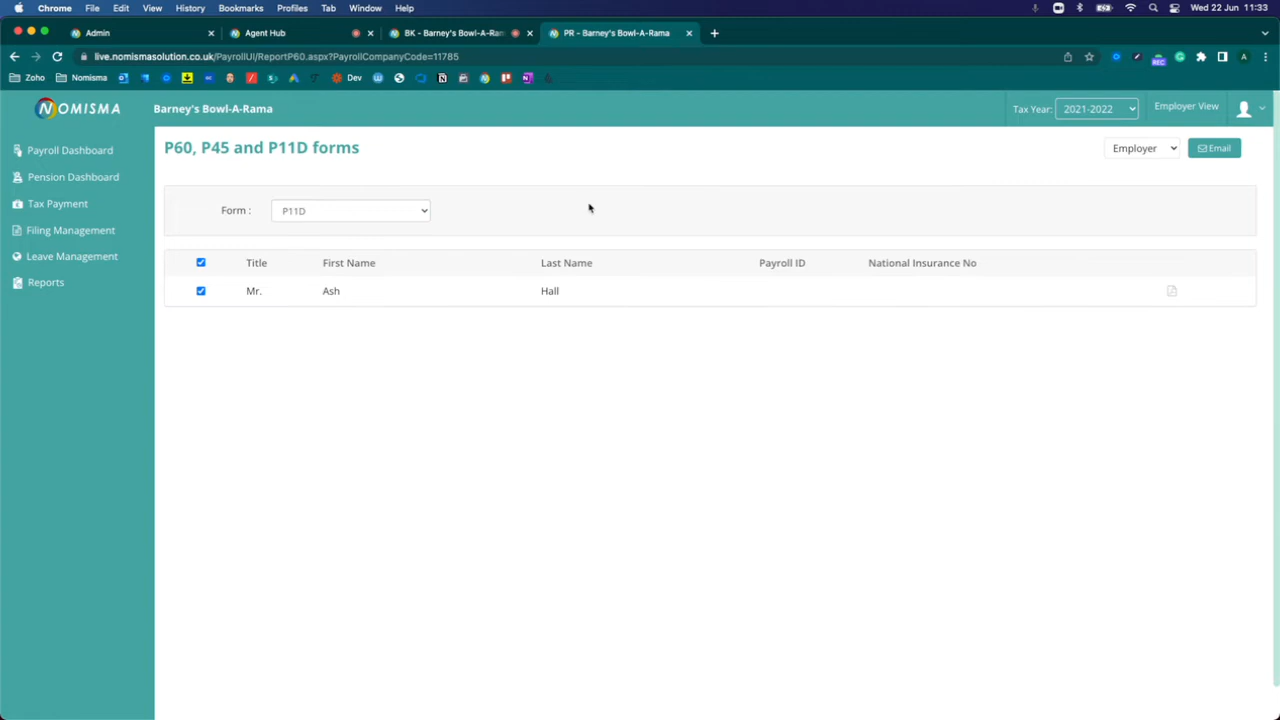 Chrome File Edit View History Bookmarks Profiles Tab Window Help Wed 22 Jun 11:33
Admin Agent Hub BK - Barney's Bowl-A-Ram PR - Barney's Bowl-A-Rama
live.nomismasolution.co.uk/PayrollUI/ReportP60.aspx?PayrollCompanyCode=11785
REC A
Zoho Nomisma Dev
NOMISMA Barney's Bowl-A-Rama Tax Year: 2021-2022 Employer View
Payroll Dashboard
Pension Dashboard
Tax Payment
Filing Management
Leave Management
Reports
P60, P45 and P11D forms Employer Email
Form : P11D
Title First Name Last Name Payroll ID National Insurance No
Mr. Ash Hall